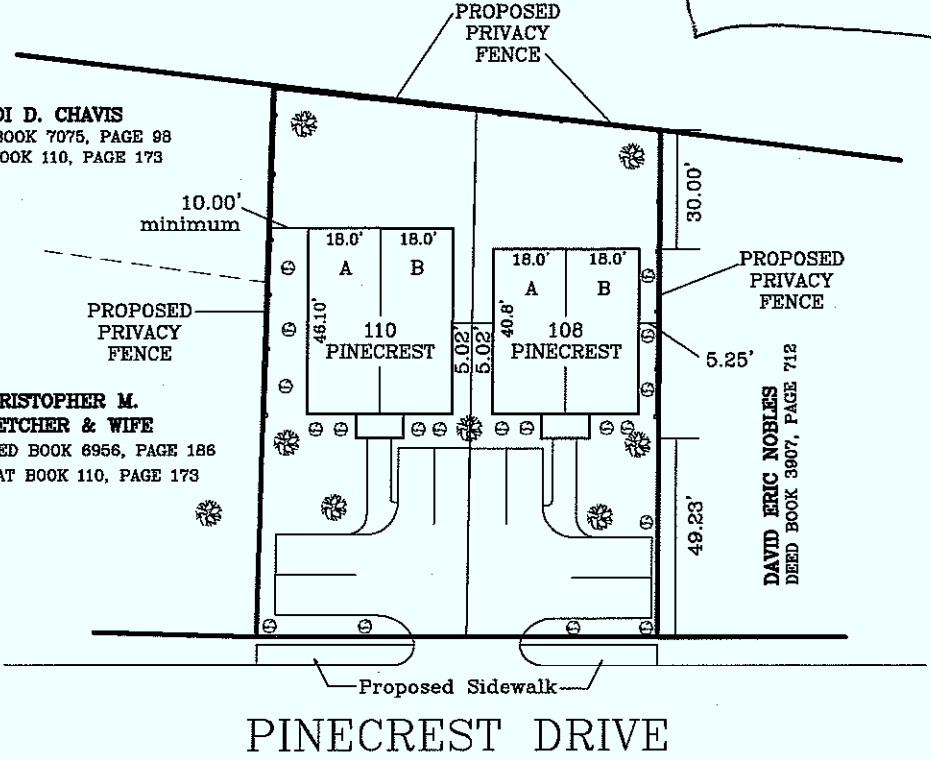 PROPOSED
PRIVACY
FENCE
DI D. CHAVIS
BOOK 7075, PAGE 98
OOK 110, PAGE 173
10.00'
minimum
30.00'
18.0'
18.0'
A
B
46.10'
110
PINECREST
5.02'
5.02'
18.0'
18.0'
A
B
40.8'
108
PINECREST
PROPOSED
PRIVACY
FENCE
PROPOSED
PRIVACY
FENCE
5.25'
RISTOPHER M.
ETCHER & WIFE
ED BOOK 6956, PAGE 186
AT BOOK 110, PAGE 173
49.23'
DAVID ERIC NOBLES
DEED BOOK 3907, PAGE 712
Proposed Sidewalk
PINECREST DRIVE